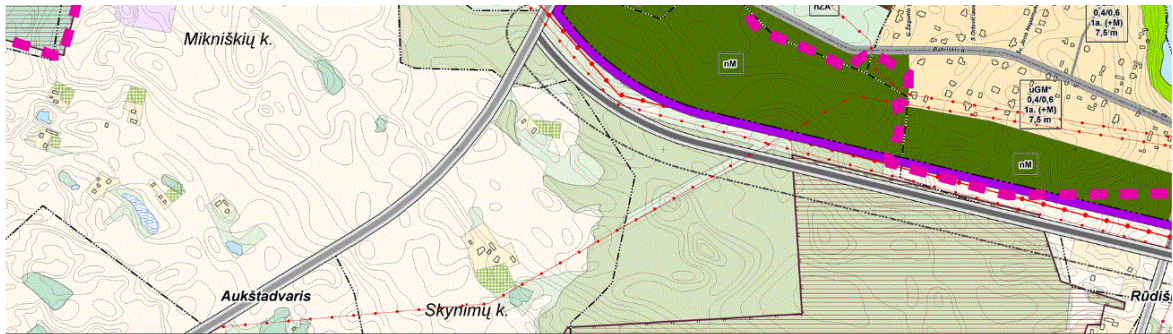 nZA
0,4/0,6
1a. (+M)
7,5 m
Mikniškių k.
nM
uGM*
0,4/0,6
1a. (+M)
7,5 m
nM
Aukštadvaris
Skynimų k.
Rūdiš